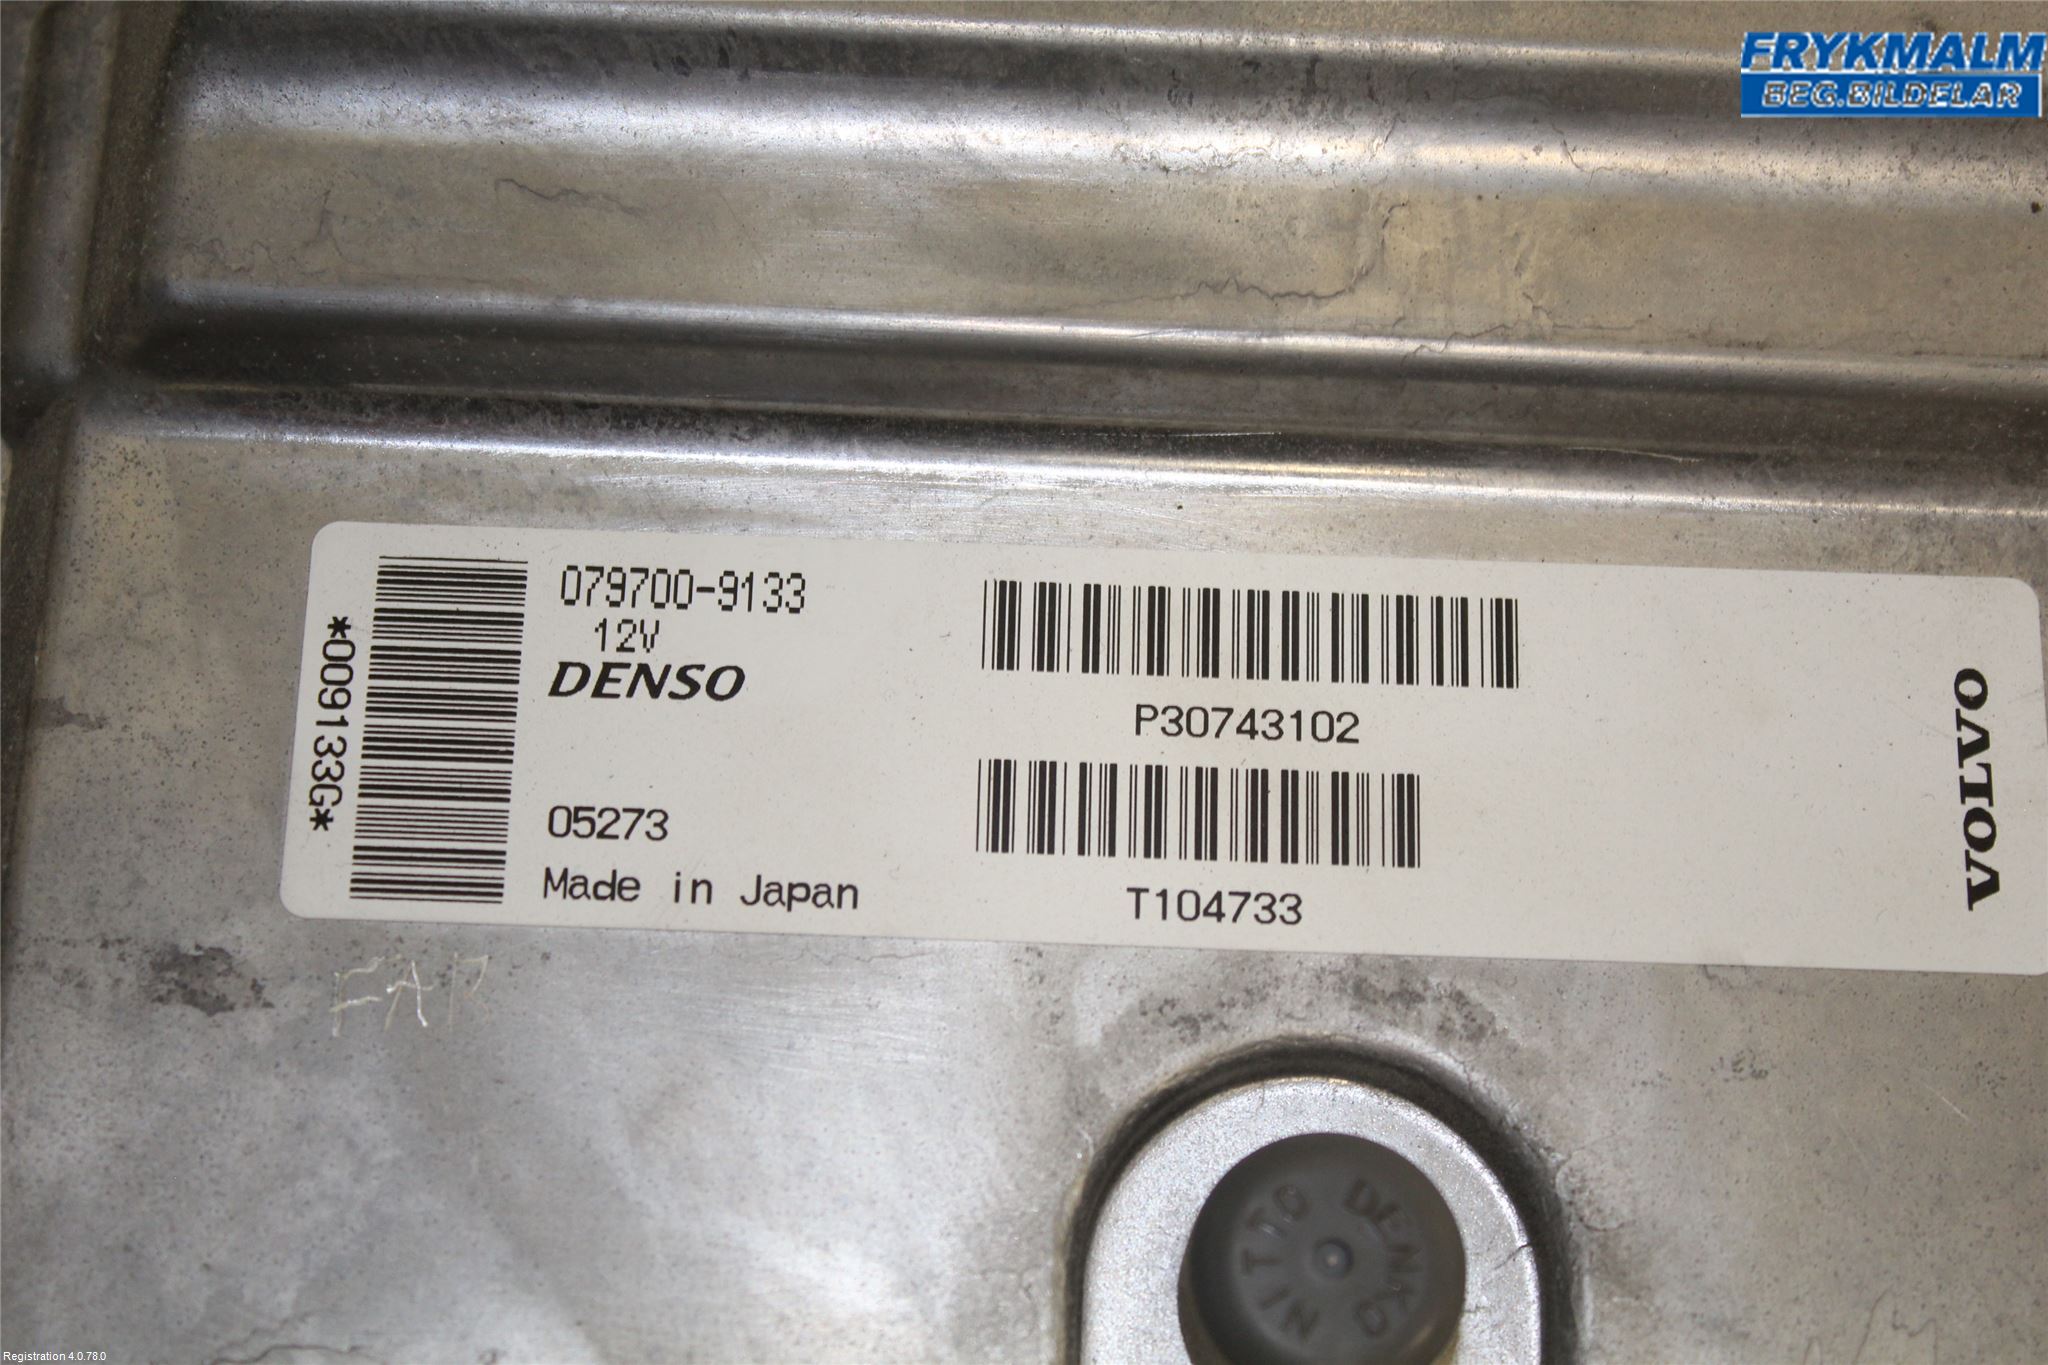 FRYKMALM
BEG.BILDELAR
*009133G*
079700-9133
12V
DENSO
05273
Made in Japan
P30743102
T104733
VOLVO
FAR
NITTO DENKO
Registration 4.0.78.0